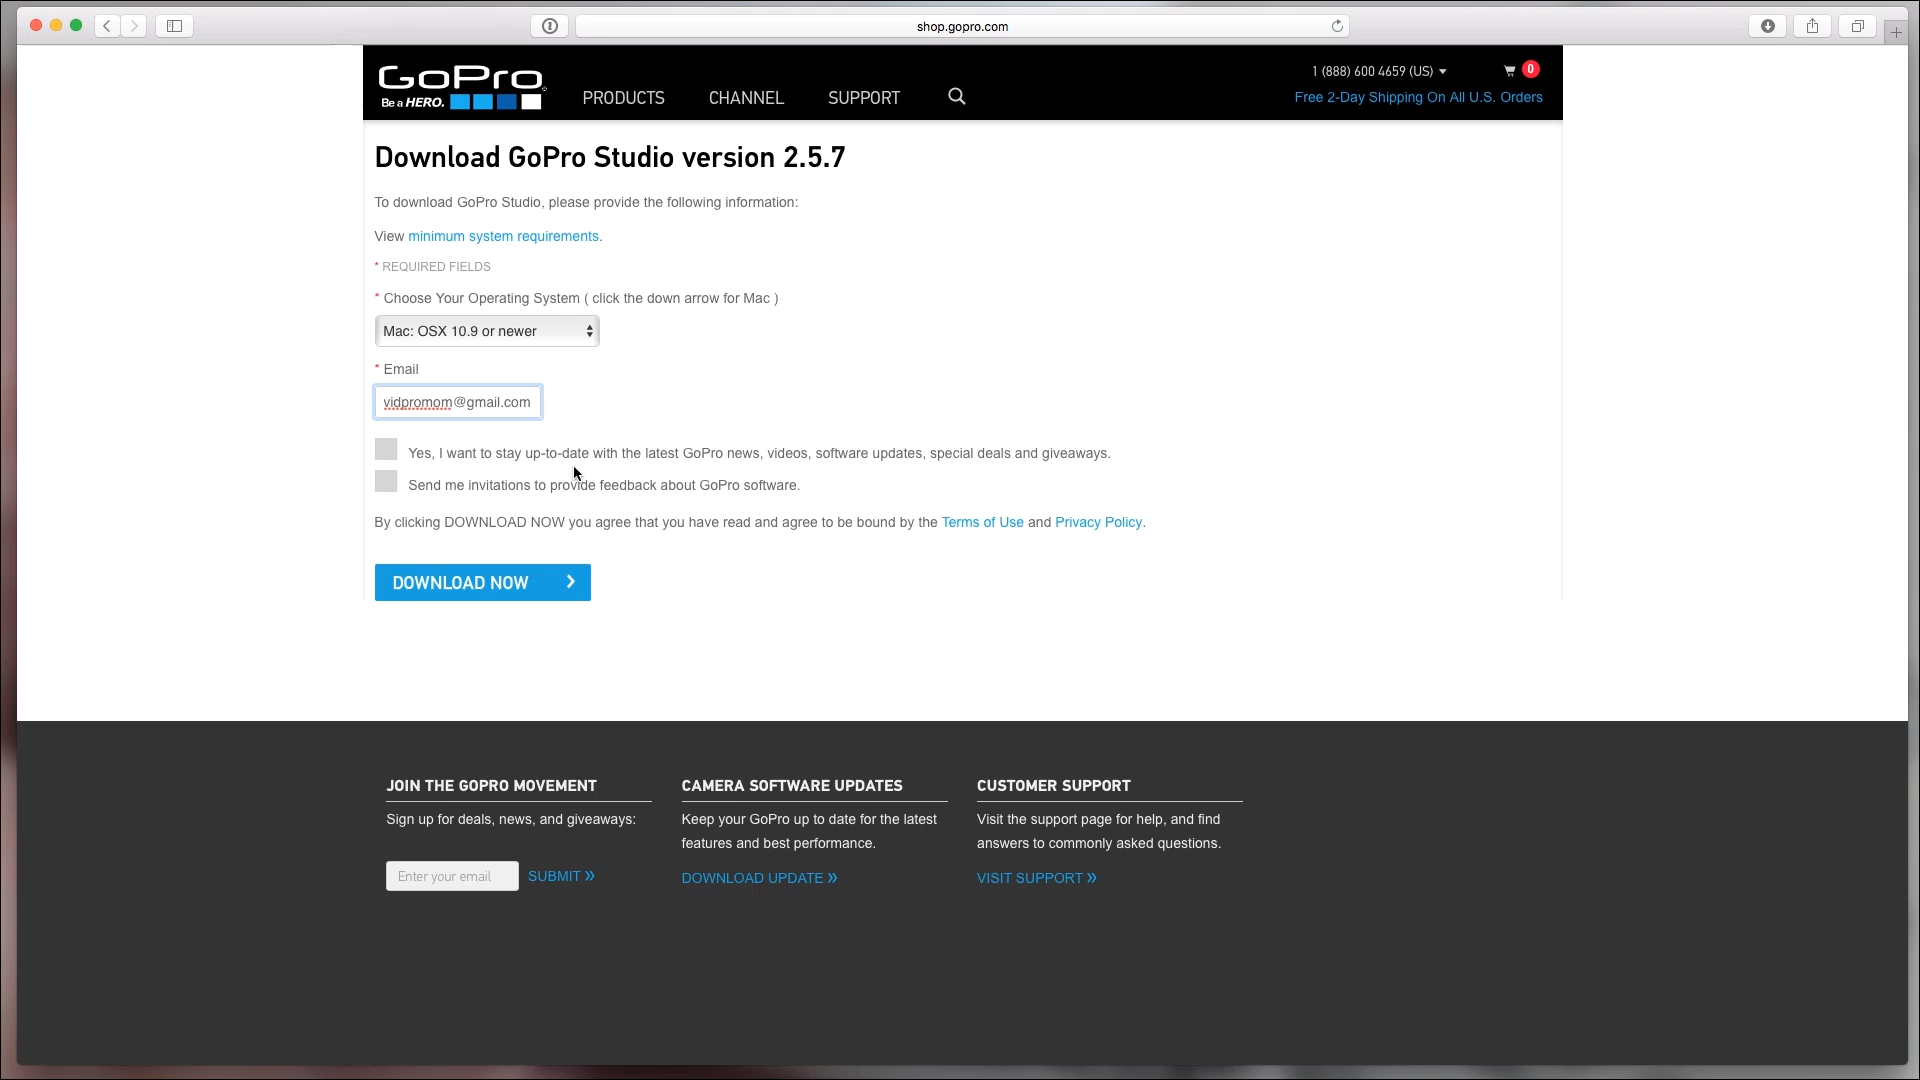 shop.gopro.com
GoPro
Be a HERO.
PRODUCTS
CHANNEL
SUPPORT
1 (888) 600 4659 (US)
0
Free 2-Day Shipping On All U.S. Orders
Download GoPro Studio version 2.5.7
To download GoPro Studio, please provide the following information:
View minimum system requirements.
* REQUIRED FIELDS
* Choose Your Operating System ( click the down arrow for Mac )
Mac: OSX 10.9 or newer
* Email
vidpromom@gmail.com
Yes, I want to stay up-to-date with the latest GoPro news, videos, software updates, special deals and giveaways.
Send me invitations to provide feedback about GoPro software.
By clicking DOWNLOAD NOW you agree that you have read and agree to be bound by the Terms of Use and Privacy Policy.
DOWNLOAD NOW
JOIN THE GOPRO MOVEMENT
Sign up for deals, news, and giveaways:
Enter your email
SUBMIT »
CAMERA SOFTWARE UPDATES
Keep your GoPro up to date for the latest
features and best performance.
DOWNLOAD UPDATE »
CUSTOMER SUPPORT
Visit the support page for help, and find
answers to commonly asked questions.
VISIT SUPPORT »